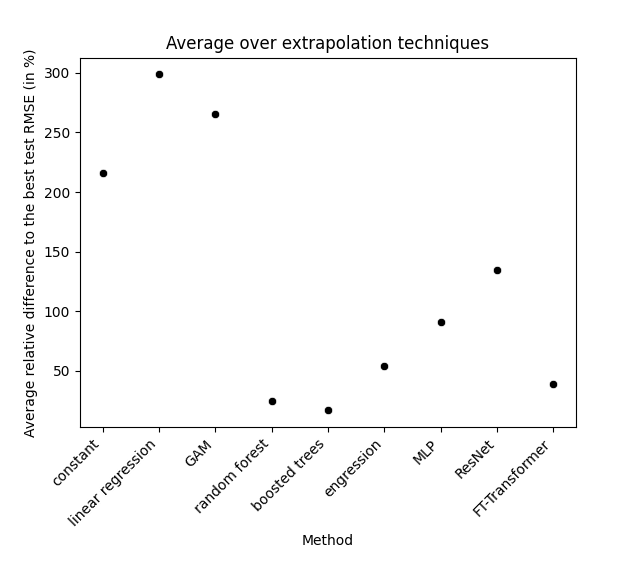 Average over extrapolation techniques
Average relative difference to the best test RMSE (in %)
300
250
200
150
100
50
constant
linear regression
GAM
random forest
boosted trees
engression
MLP
ResNet
FT-Transformer
Method